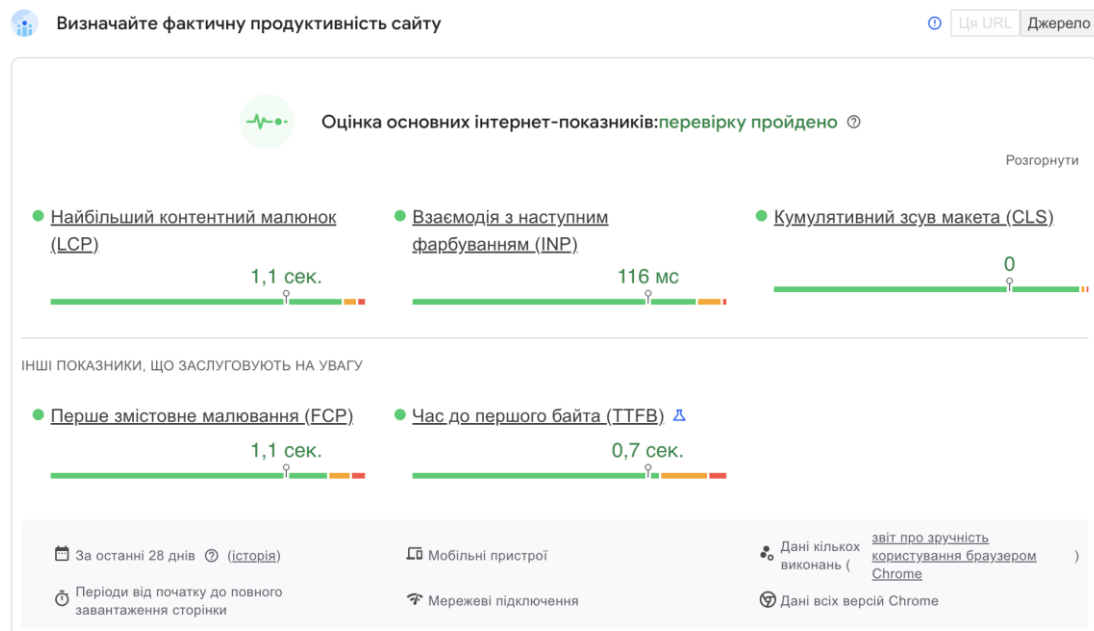 Визначайте фактичну продуктивність сайту
Ця URL
Джерело
Оцінка основних інтернет-показників:перевірку пройдено
Розгорнути
Найбільший контентний малюнок
(LCP)
1,1 сек.
Взаємодія з наступним
фарбуванням (INP)
116 мс
Кумулятивний зсув макета (CLS)
0
ІНШІ ПОКАЗНИКИ, ЩО ЗАСЛУГОВУЮТЬ НА УВАГУ
Перше змістовне малювання (FCP)
1,1 сек.
Час до першого байта (TTFB)
0,7 сек.
За останні 28 днів (історія)
Мобільні пристрої
Дані кількох
виконань (
звіт про зручність
користування браузером
Chrome
)
Періоди від початку до повного
завантаження сторінки
Мережеві підключення
Дані всіх версій Chrome